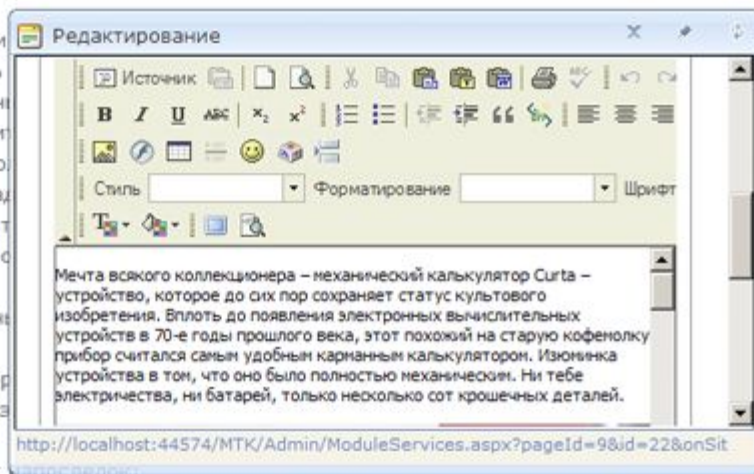 Редактирование
Источник
B I U ABC x₂ x²
Стиль Форматирование Шрифт
Мечта всякого коллекционера – механический калькулятор Curta –
устройство, которое до сих пор сохраняет статус культового
изобретения. Вплоть до появления электронных вычислительных
устройств в 70-е годы прошлого века, этот похожий на старую кофемолку
прибор считался самым удобным карманным калькулятором. Изюминка
устройства в том, что оно было полностью механическим. Ни тебе
электричества, ни батарей, только несколько сот крошечных деталей.
http://localhost:44574/MTK/Admin/ModuleServices.aspx?pageId=9&id=22&onSit